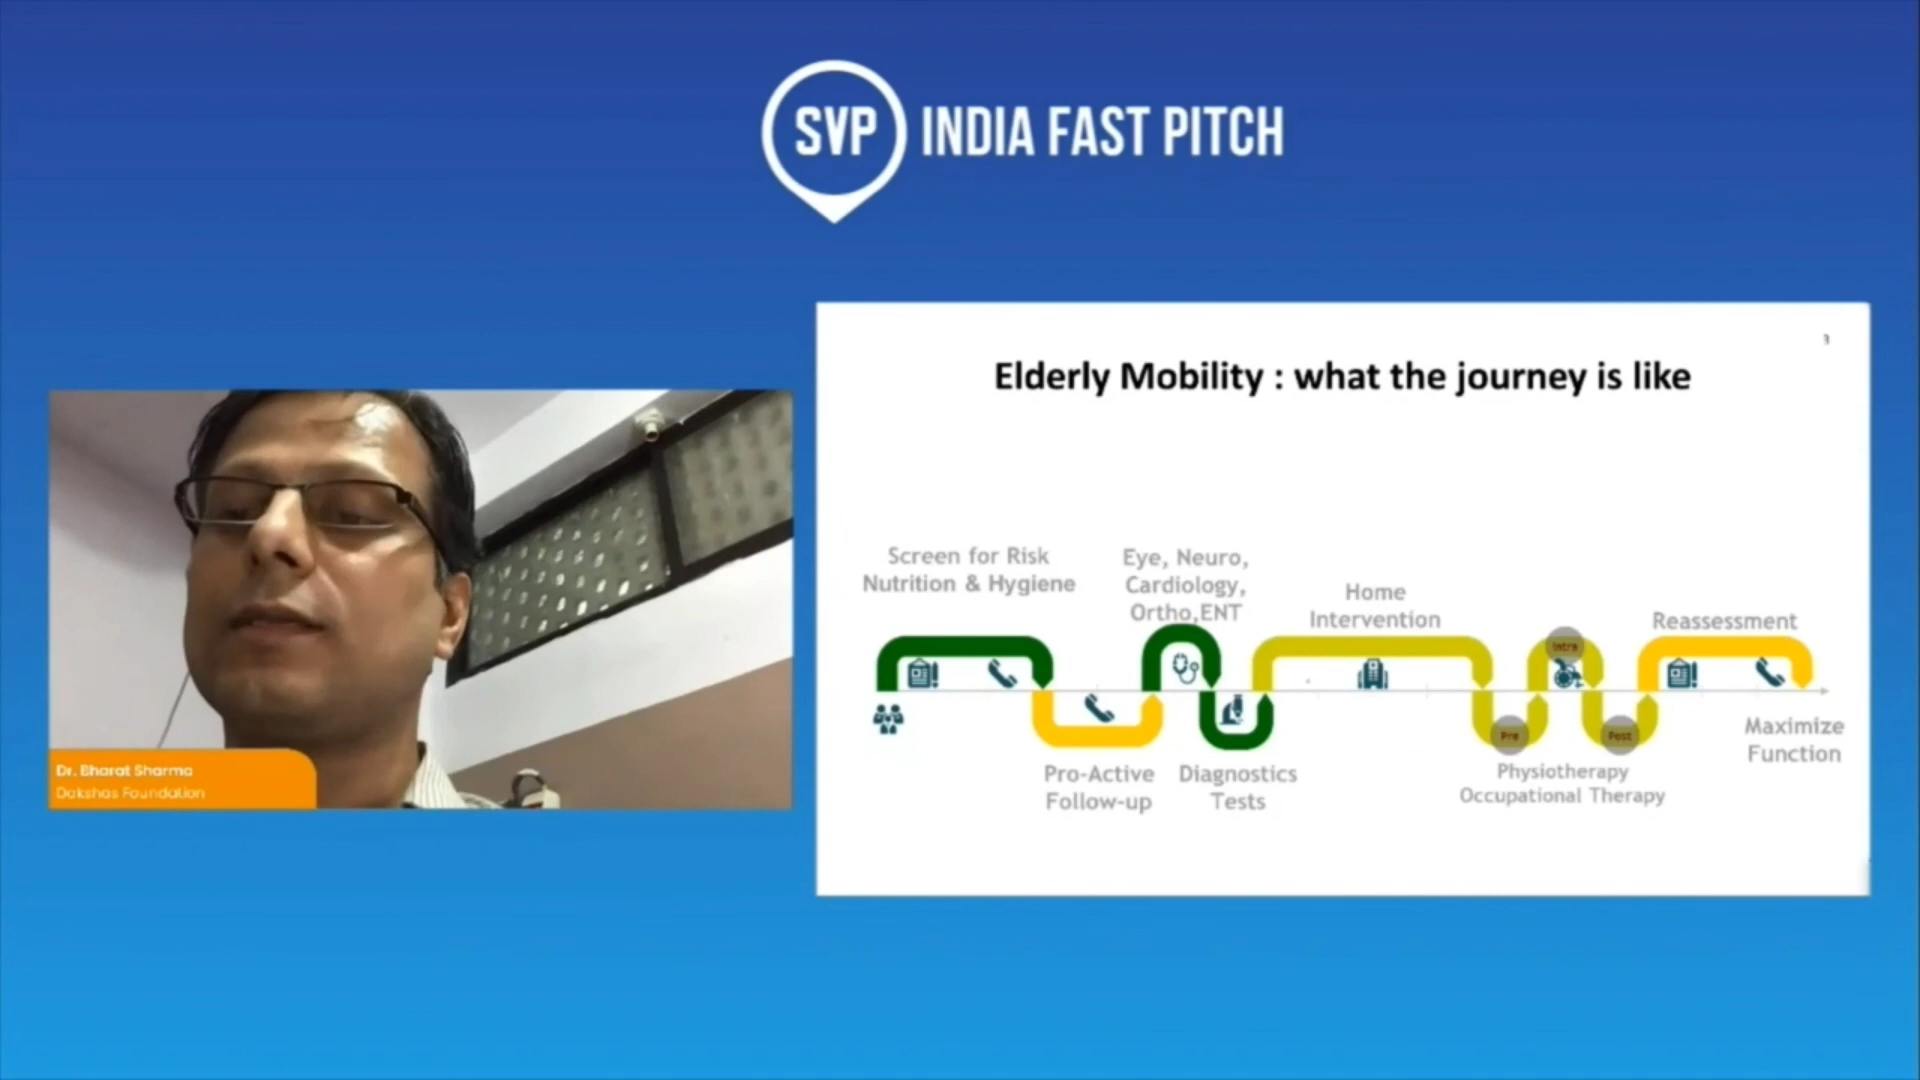 SVP INDIA FAST PITCH
3
Elderly Mobility : what the journey is like
Screen for Risk
Nutrition & Hygiene
Eye, Neuro,
Cardiology,
Ortho,ENT
Home
Intervention
Intra
Reassessment
Pre
Post
Maximize
Function
Pro-Active
Follow-up
Diagnostics
Tests
Physiotherapy
Occupational Therapy
Dr. Bharat Sharma
Dakshas Foundation